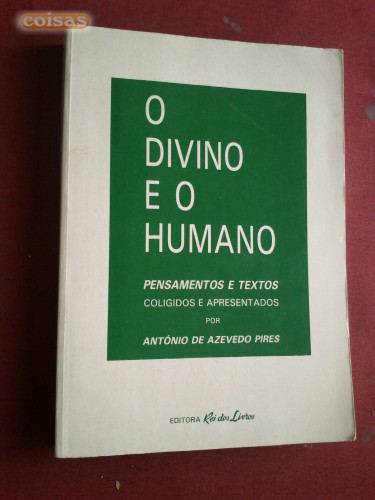 coisas
O
DIVINO
E O
HUMANO
PENSAMENTOS E TEXTOS
COLIGIDOS E APRESENTADOS
POR
ANTÓNIO DE AZEVEDO PIRES
EDITORA Rei dos Livros